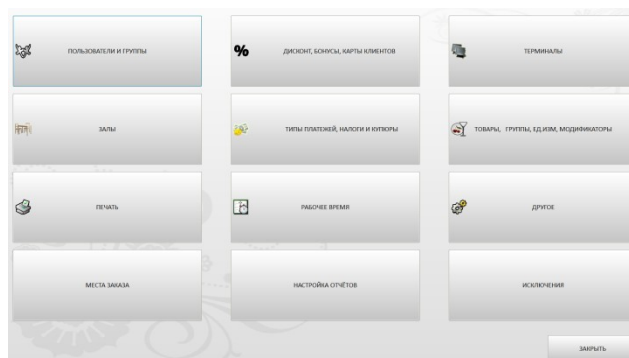 ПОЛЬЗОВАТЕЛИ И ГРУППЫ
% ДИСКОНТ, БОНУСЫ, КАРТЫ КЛИЕНТОВ
ТЕРМИНАЛЫ
ЗАЛЫ
ТИПЫ ПЛАТЕЖЕЙ, НАЛОГИ И КУПЮРЫ
ТОВАРЫ, ГРУППЫ, ЕД.ИЗМ, МОДИФИКАТОРЫ
ПЕЧАТЬ
РАБОЧЕЕ ВРЕМЯ
ДРУГОЕ
МЕСТА ЗАКАЗА
НАСТРОЙКА ОТЧЁТОВ
ИСКЛЮЧЕНИЯ
ЗАКРЫТЬ